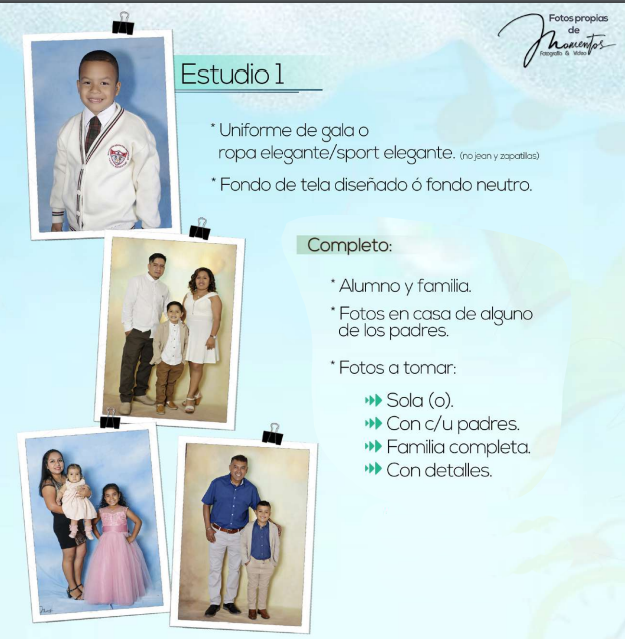 Fotos propias
de
Momentos
Fotografía & Video
Estudio 1
* Uniforme de gala o
ropa elegante/sport elegante. (no jean y zapatillas)
* Fondo de tela diseñado ó fondo neutro.
Completo:
* Alumno y familia.
* Fotos en casa de alguno
de los padres.
* Fotos a tomar:
Sola (o).
Con c/u padres.
Familia completa.
Con detalles.